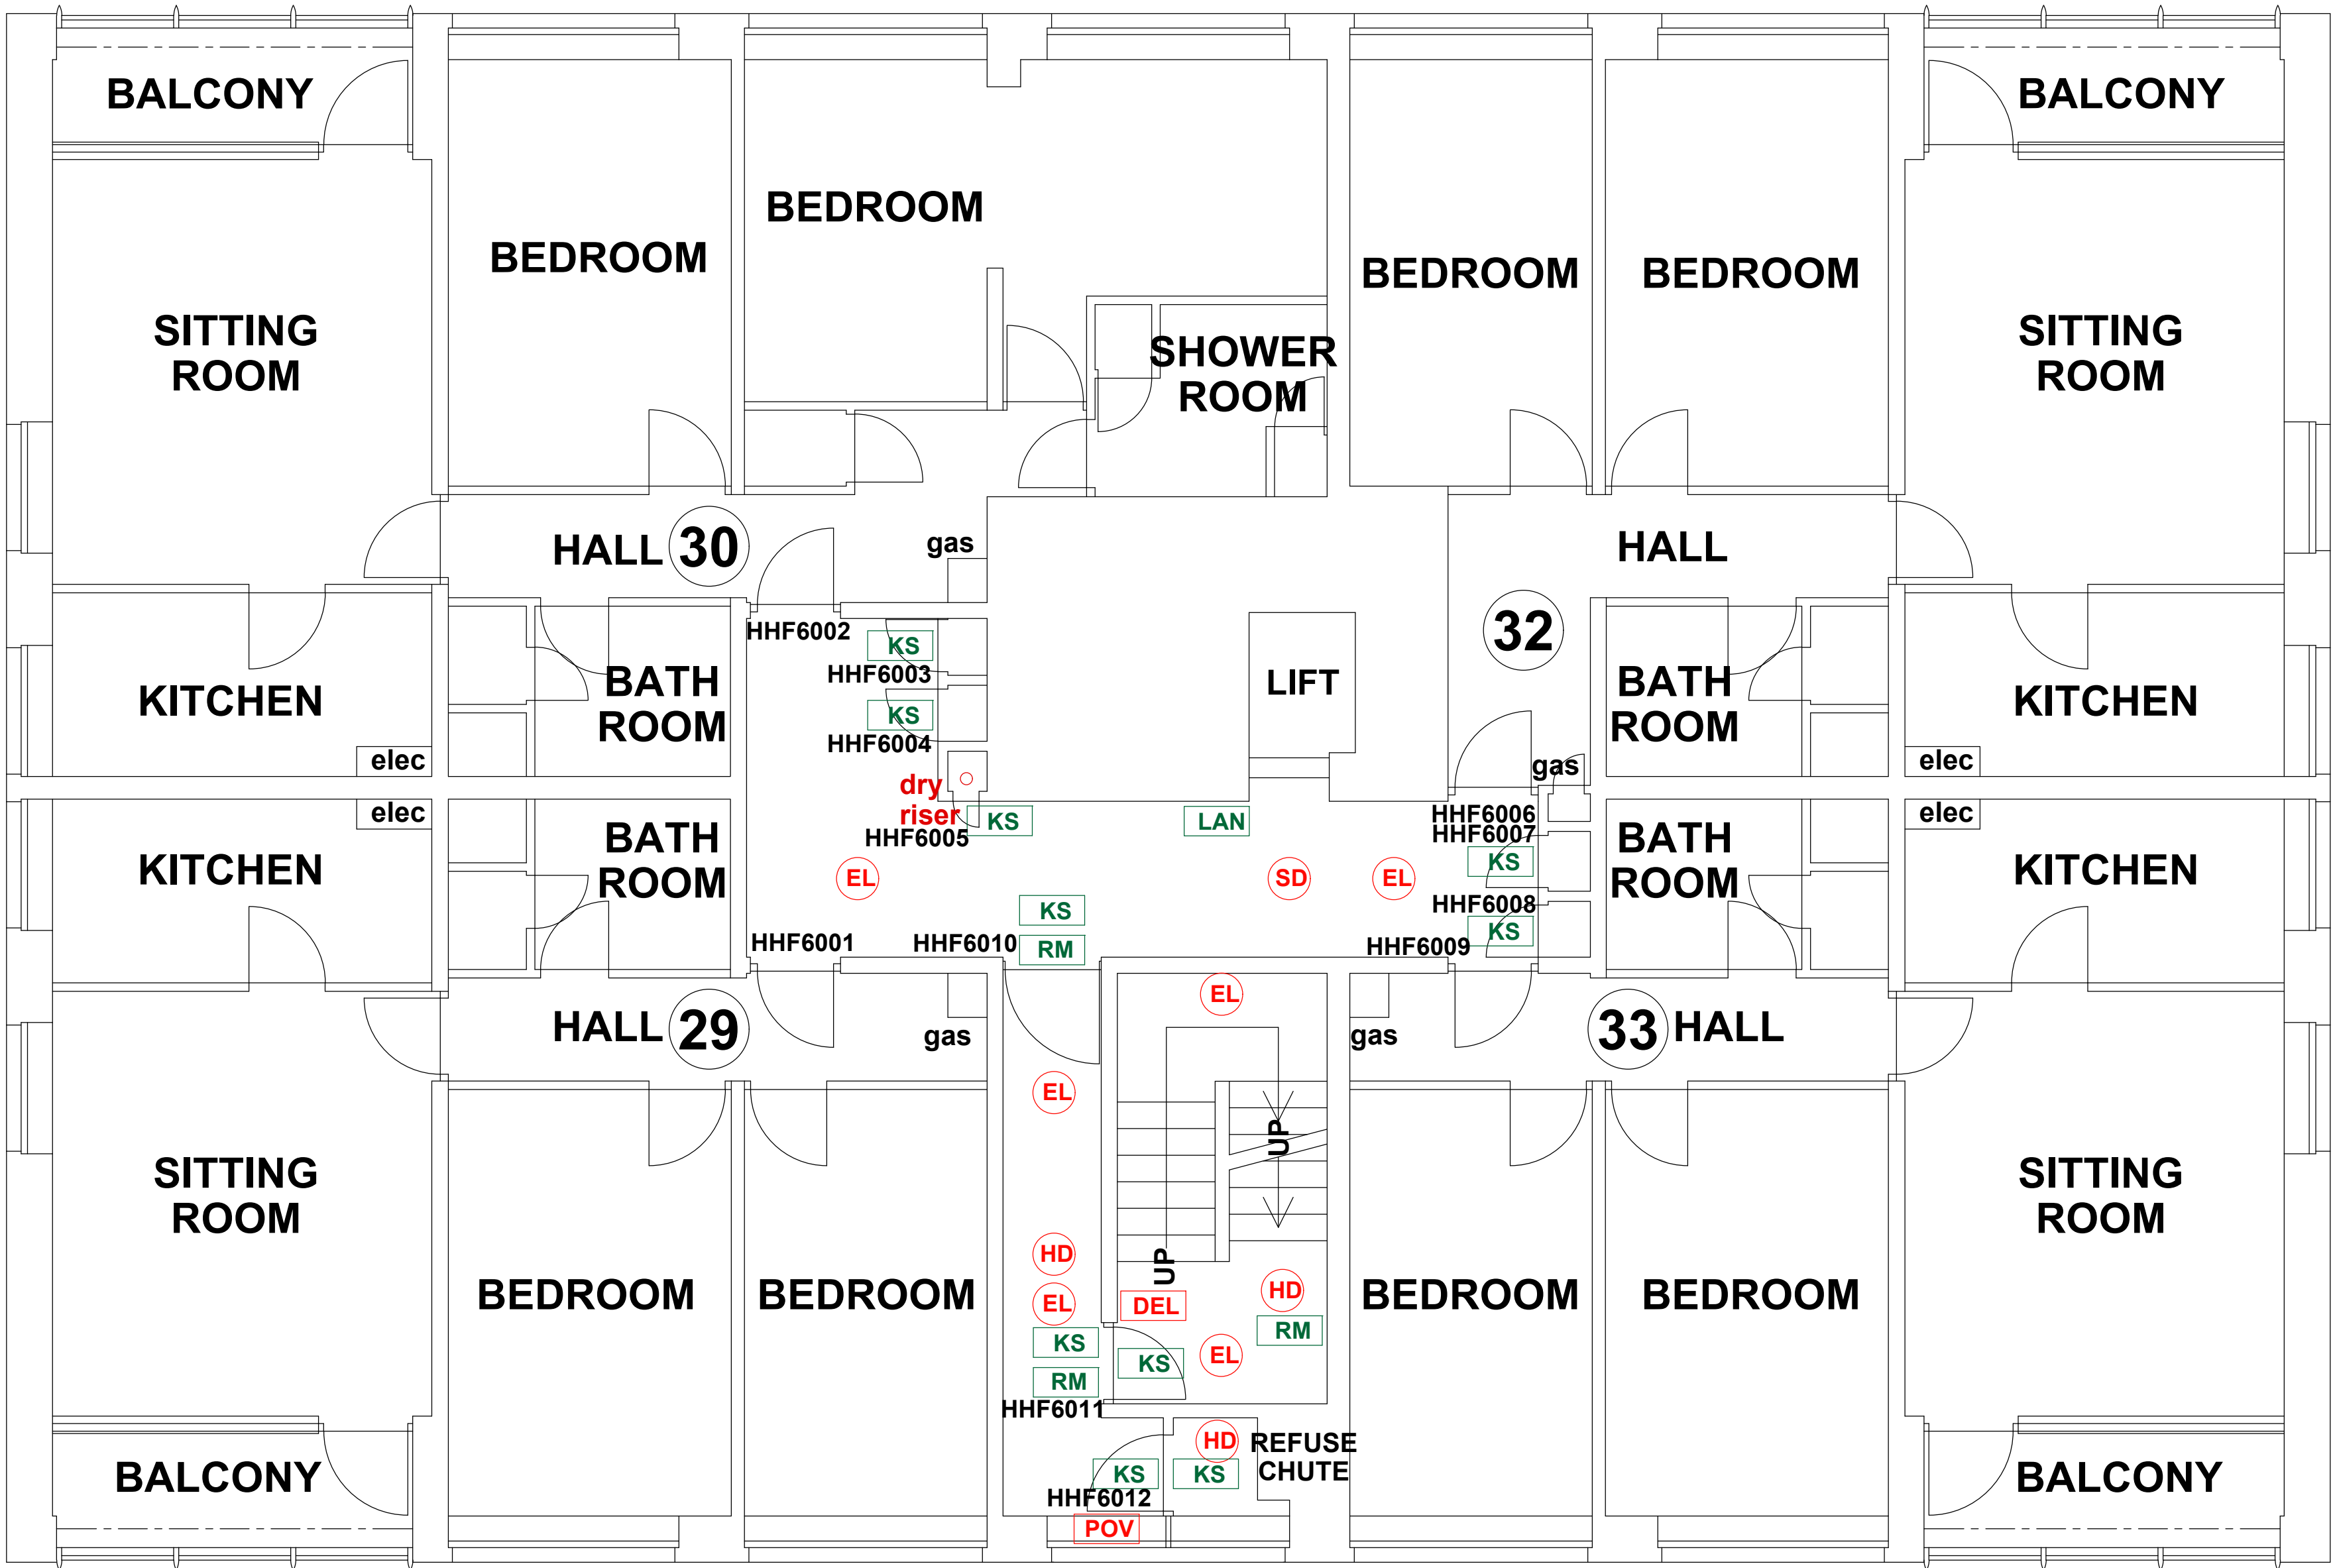 BALCONY
BALCONY
BEDROOM
BEDROOM
BEDROOM
BEDROOM
SITTING
ROOM
SHOWER
ROOM
SITTING
ROOM
HALL
30
gas
HALL
32
HHF6002
KS
HHF6003
KS
HHF6004
LIFT
KITCHEN
BATH
ROOM
BATH
ROOM
KITCHEN
elec
gas
elec
dry
riser
HHF6005
KS
LAN
HHF6006
HHF6007
KS
elec
elec
KITCHEN
BATH
ROOM
EL
SD
EL
BATH
ROOM
KITCHEN
HHF6008
KS
KS
RM
HHF6001
HHF6010
HHF6009
HALL
29
gas
EL
gas
33
HALL
EL
UP
SITTING
ROOM
SITTING
ROOM
HD
UP
BEDROOM
BEDROOM
EL
DEL
HD
RM
BEDROOM
BEDROOM
KS
KS
EL
RM
HHF6011
HD
REFUSE
CHUTE
BALCONY
KS
KS
BALCONY
HHF6012
POV